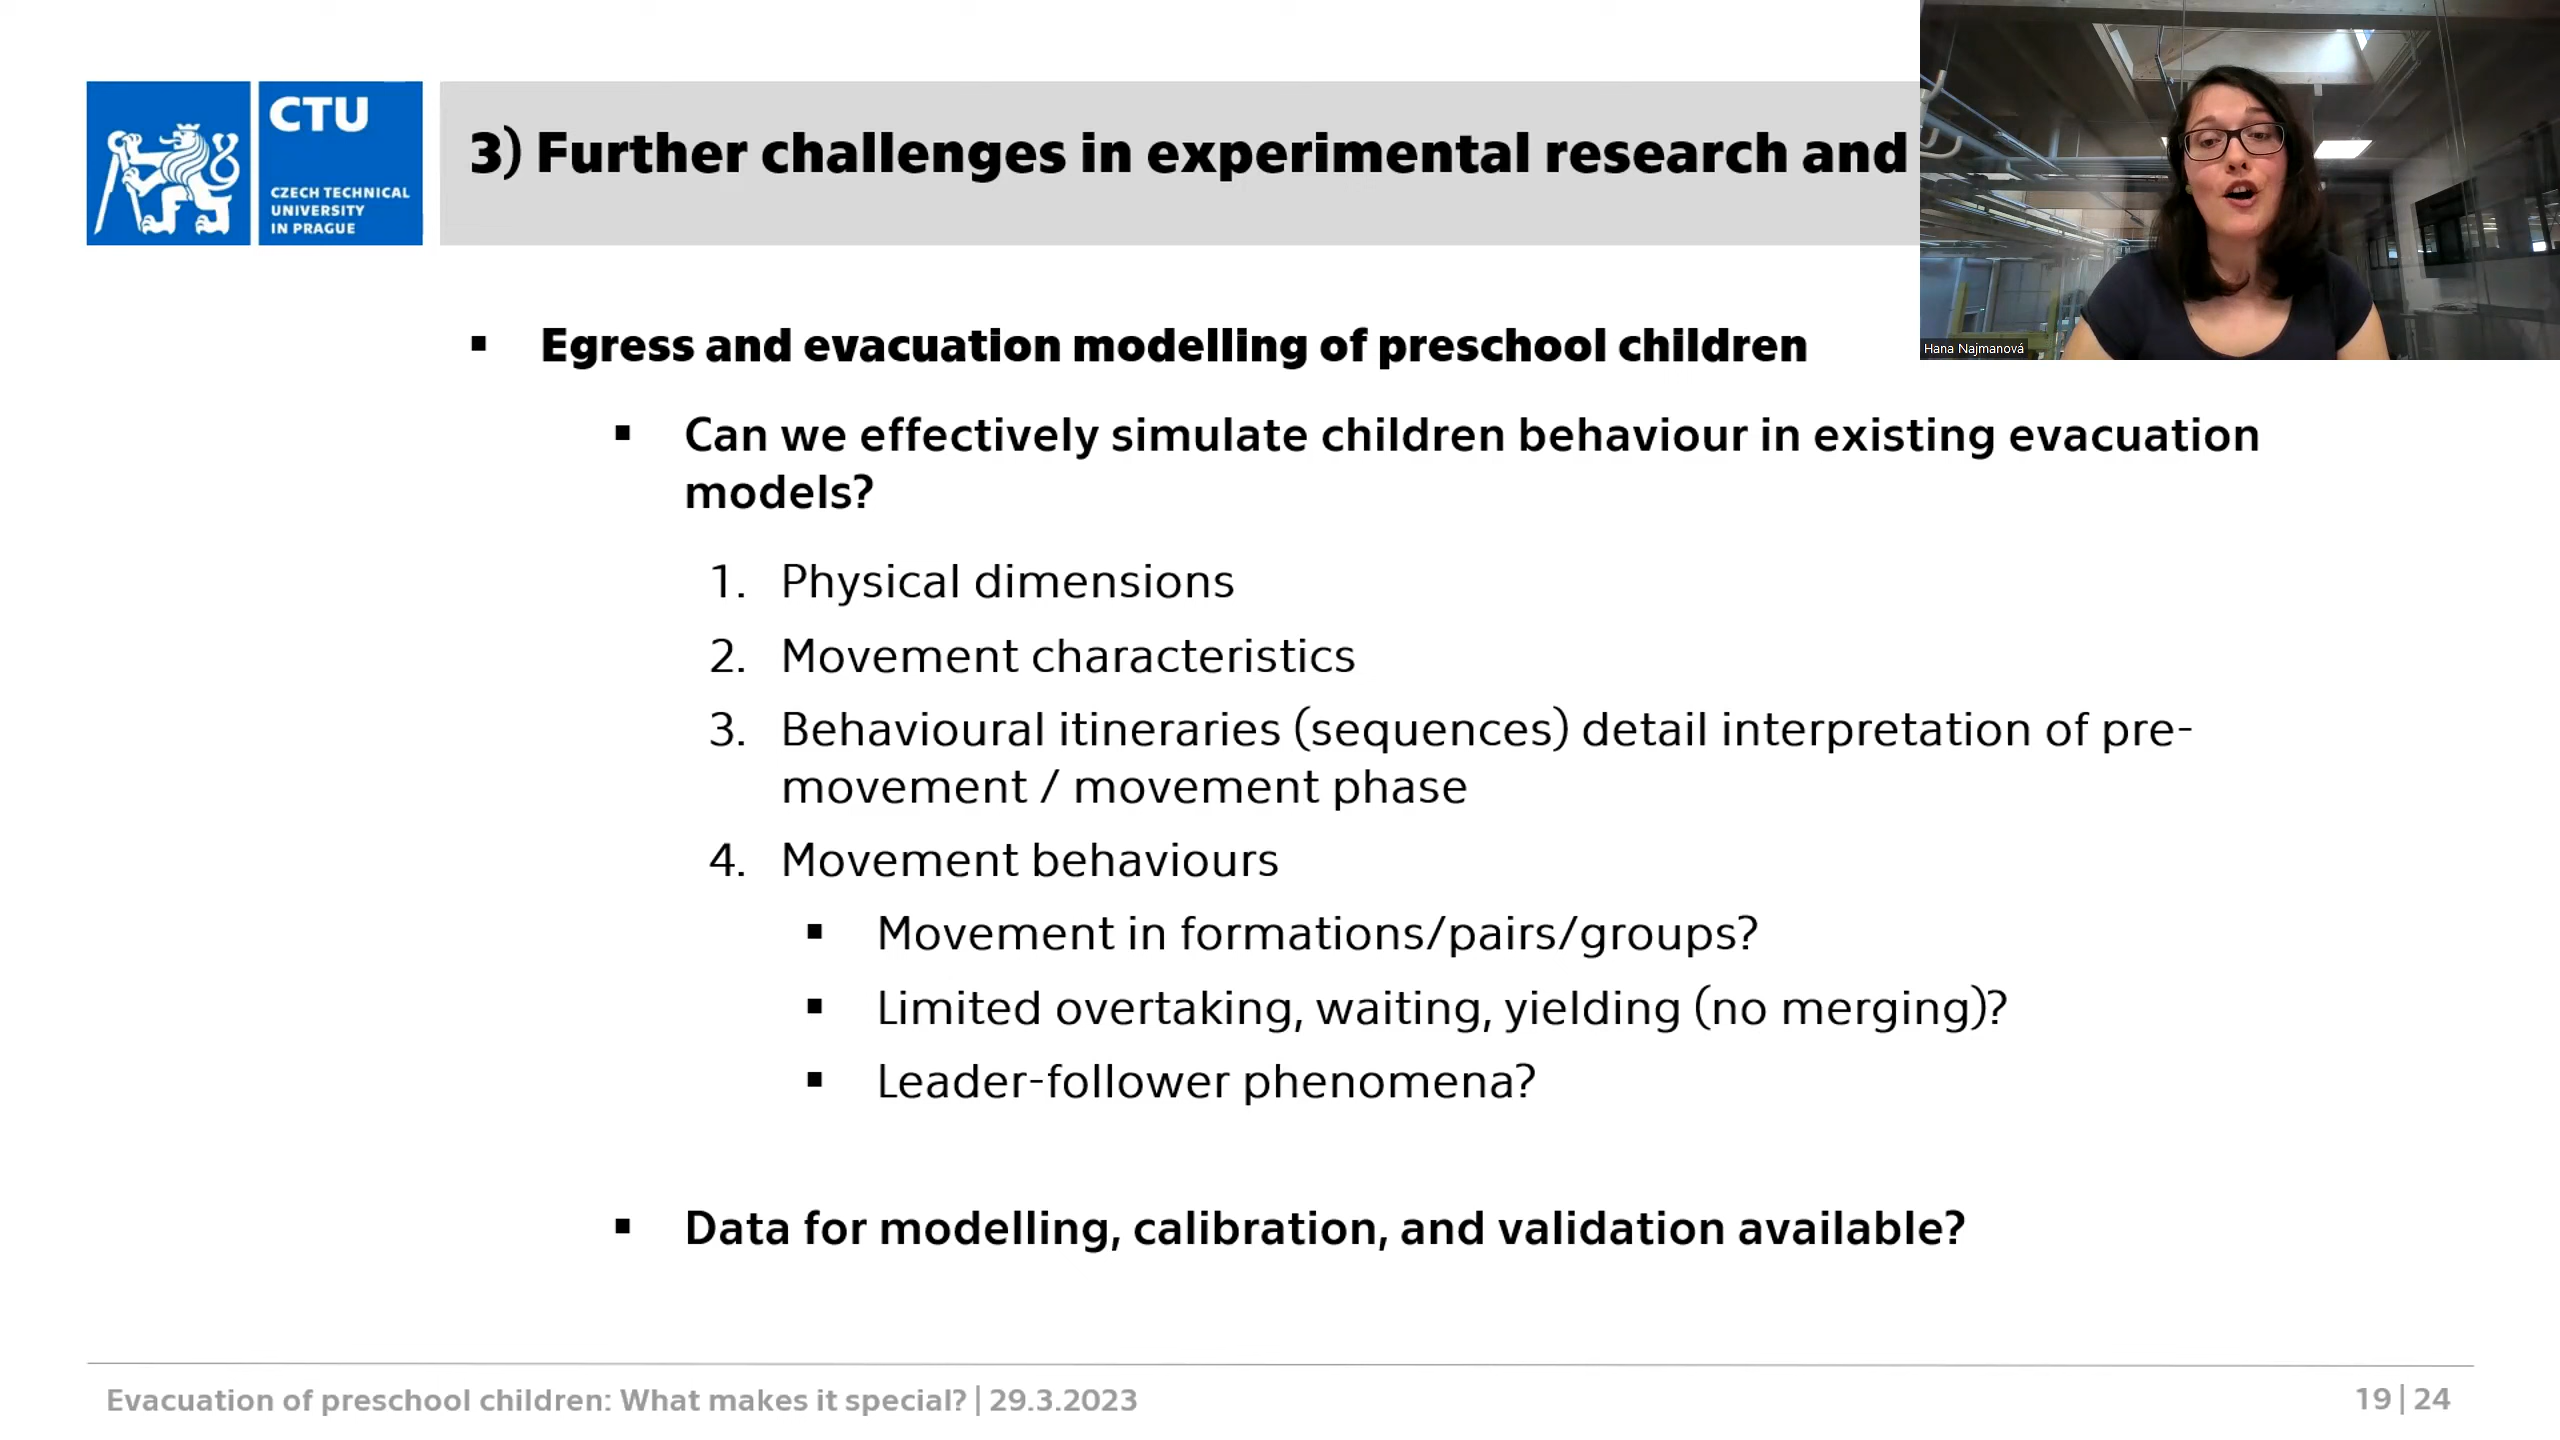 CTU
CZECH TECHNICAL
UNIVERSITY
IN PRAGUE
3) Further challenges in experimental research and
Hana Najmanová
▪ Egress and evacuation modelling of preschool children
▪ Can we effectively simulate children behaviour in existing evacuation
models?
1. Physical dimensions
2. Movement characteristics
3. Behavioural itineraries (sequences) detail interpretation of pre-
movement / movement phase
4. Movement behaviours
▪ Movement in formations/pairs/groups?
▪ Limited overtaking, waiting, yielding (no merging)?
▪ Leader-follower phenomena?
▪ Data for modelling, calibration, and validation available?
Evacuation of preschool children: What makes it special? | 29.3.2023
19 | 24